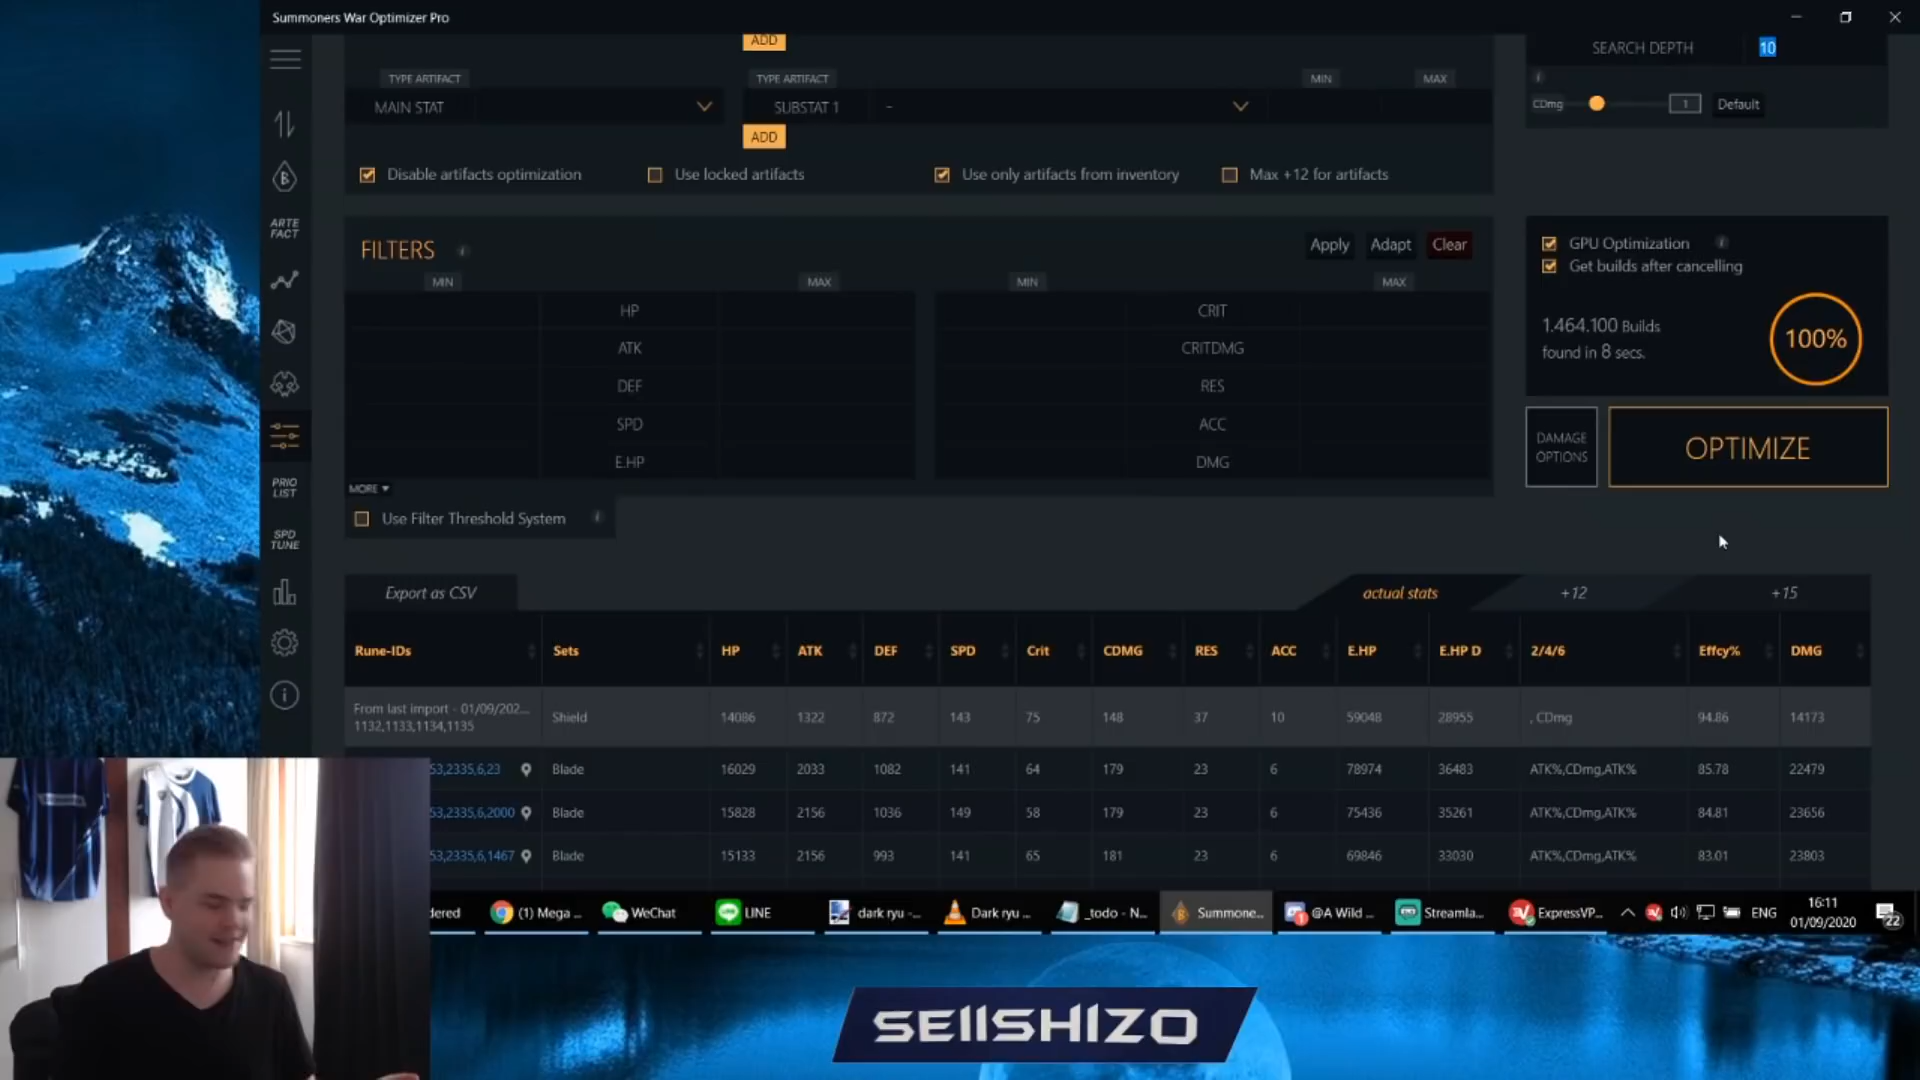 Summoners War Optimizer Pro
ADD
SEARCH DEPTH 10
TYPE ARTIFACT TYPE ARTIFACT MIN MAX
MAIN STAT SUBSTAT 1 -
CDmg 1 Default
ADD
Disable artifacts optimization Use locked artifacts Use only artifacts from inventory Max +12 for artifacts
ARTE
FACT
FILTERS Apply Adapt Clear
MIN MAX MIN MAX
HP CRIT
ATK CRITDMG
DEF RES
SPD ACC
E.HP DMG
MORE
Use Filter Threshold System
GPU Optimization
Get builds after cancelling
1.464.100 Builds
found in 8 secs.
100%
DAMAGE
OPTIONS
OPTIMIZE
PRIO
LIST
SPD
TUNE
Export as CSV actual stats +12 +15
Rune-IDs Sets HP ATK DEF SPD Crit CDMG RES ACC E.HP E.HP D 2/4/6 Effcy% DMG
From last import - 01/09/202...
1132,1133,1134,1135 Shield 14086 1322 872 143 75 148 37 10 59048 28955 , CDmg 94.86 14173
53,2335,6,23 Blade 16029 2033 1082 141 64 179 23 6 78974 36483 ATK%,CDmg,ATK% 85.78 22479
53,2335,6,2000 Blade 15828 2156 1036 149 58 179 23 6 75436 35261 ATK%,CDmg,ATK% 84.81 23656
53,2335,6,1467 Blade 15133 2156 993 141 65 181 23 6 69846 33030 ATK%,CDmg,ATK% 83.01 23803
dered (1) Mega ... WeChat LINE dark ryu -... Dark ryu ... _todo - N... Summone... @A Wild ... Streamla... ExpressVP... ENG 16:11
01/09/2020 22
SEIISHIZO